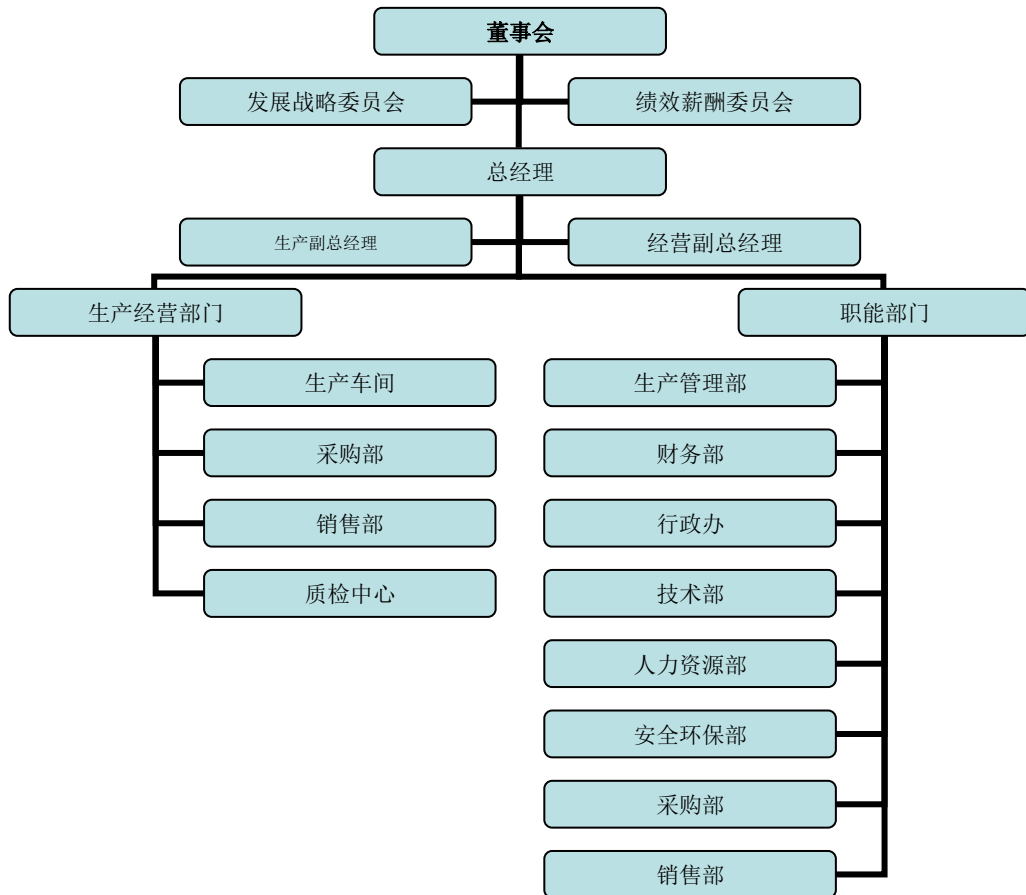 董事会
发展战略委员会
绩效薪酬委员会
总经理
生产副总经理
经营副总经理
生产经营部门
职能部门
生产车间
生产管理部
采购部
财务部
销售部
行政办
质检中心
技术部
人力资源部
安全环保部
采购部
销售部